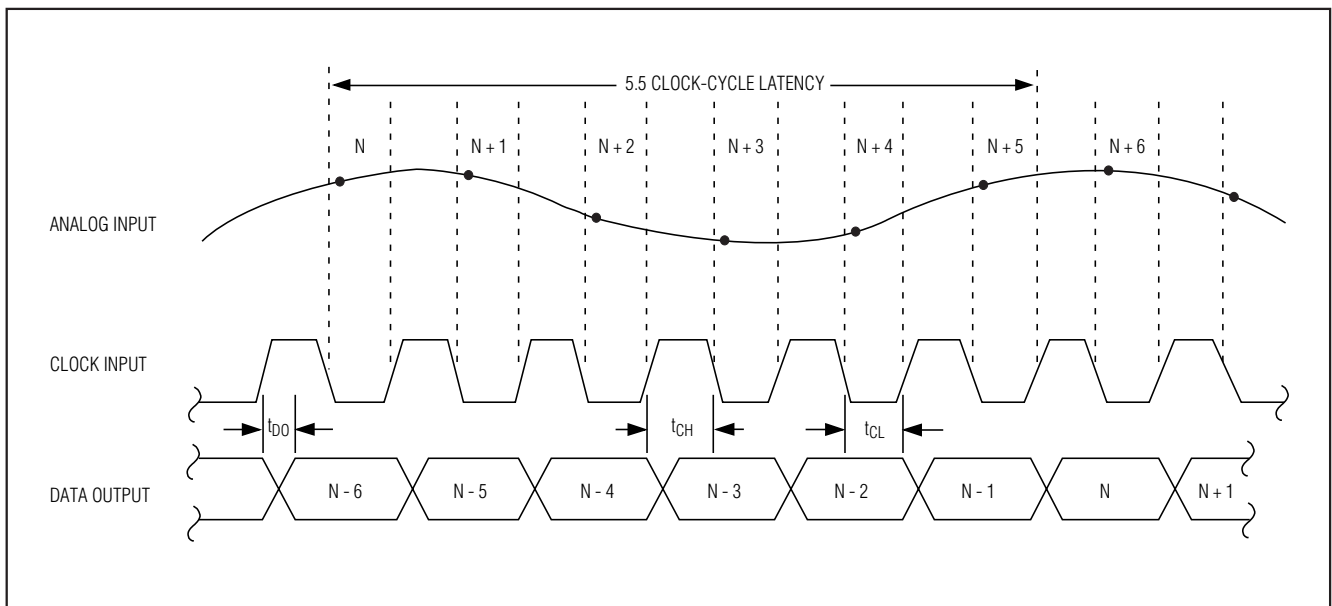 5.5 CLOCK-CYCLE LATENCY
N N + 1 N + 2 N + 3 N + 4 N + 5 N + 6
ANALOG INPUT
CLOCK INPUT
tDO tCH tCL
DATA OUTPUT N - 6 N - 5 N - 4 N - 3 N - 2 N - 1 N N + 1